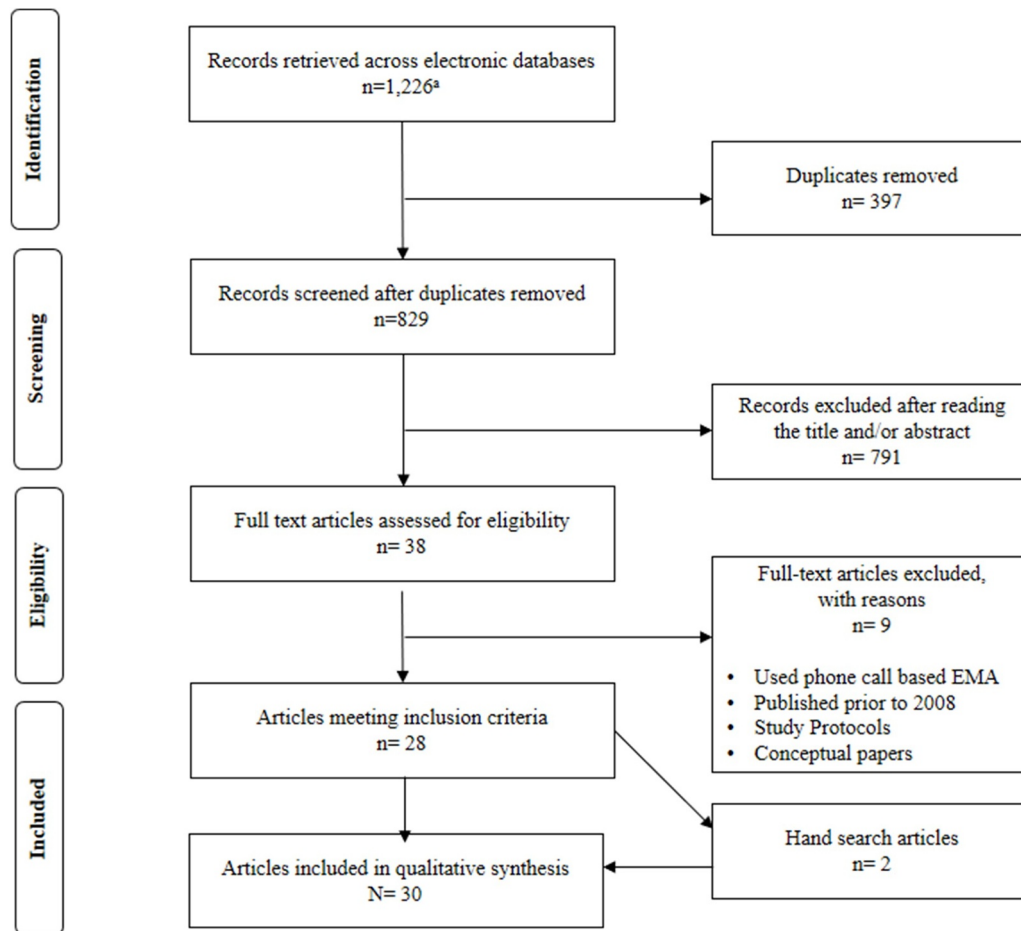 Identification
Records retrieved across electronic databases
n=1,226ª
Duplicates removed
n= 397
Screening
Records screened after duplicates removed
n=829
Records excluded after reading
the title and/or abstract
n= 791
Eligibility
Full text articles assessed for eligibility
n= 38
Full-text articles excluded,
with reasons
n= 9
• Used phone call based EMA
• Published prior to 2008
• Study Protocols
• Conceptual papers
Included
Articles meeting inclusion criteria
n= 28
Hand search articles
n= 2
Articles included in qualitative synthesis
N= 30